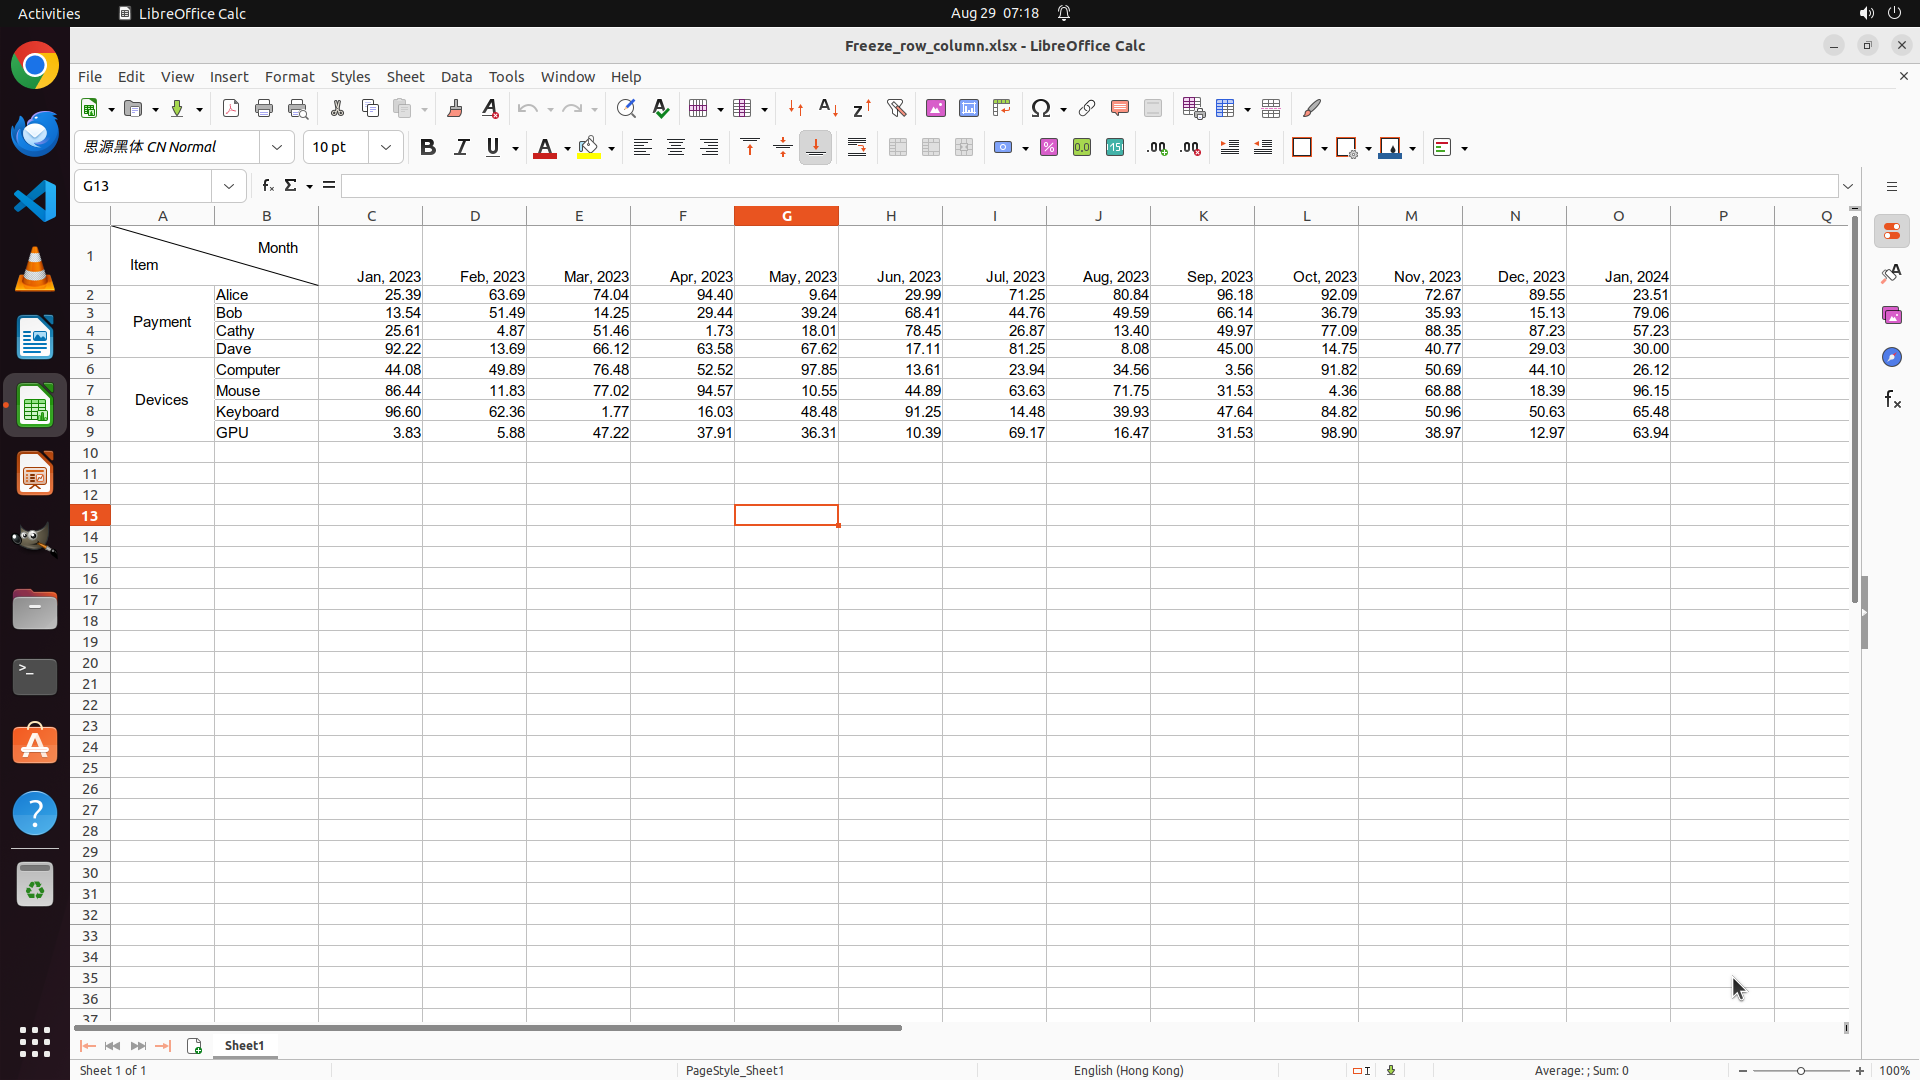 Activities
LibreOffice Calc
Aug 29 07:18
Freeze_row_column.xlsx - LibreOffice Calc
File Edit View Insert Format Styles Sheet Data Tools Window Help
思源黑体 CN Normal
10 pt
G13
A B C D E F G H I J K L M N O P Q
1 Item Month Jan, 2023 Feb, 2023 Mar, 2023 Apr, 2023 May, 2023 Jun, 2023 Jul, 2023 Aug, 2023 Sep, 2023 Oct, 2023 Nov, 2023 Dec, 2023 Jan, 2024
2 Alice 25.39 63.69 74.04 94.40 9.64 29.99 71.25 80.84 96.18 92.09 72.67 89.55 23.51
3 Payment Bob 13.54 51.49 14.25 29.44 39.24 68.41 44.76 49.59 66.14 36.79 35.93 15.13 79.06
4 Cathy 25.61 4.87 51.46 1.73 18.01 78.45 26.87 13.40 49.97 77.09 88.35 87.23 57.23
5 Dave 92.22 13.69 66.12 63.58 67.62 17.11 81.25 8.08 45.00 14.75 40.77 29.03 30.00
6 Computer 44.08 49.89 76.48 52.52 97.85 13.61 23.94 34.56 3.56 91.82 50.69 44.10 26.12
7 Devices Mouse 86.44 11.83 77.02 94.57 10.55 44.89 63.63 71.75 31.53 4.36 68.88 18.39 96.15
8 Keyboard 96.60 62.36 1.77 16.03 48.48 91.25 14.48 39.93 47.64 84.82 50.96 50.63 65.48
9 GPU 3.83 5.88 47.22 37.91 36.31 10.39 69.17 16.47 31.53 98.90 38.97 12.97 63.94
10
11
12
13
14
15
16
17
18
19
20
21
22
23
24
25
26
27
28
29
30
31
32
33
34
35
36
37
Sheet1
Sheet 1 of 1
PageStyle_Sheet1
English (Hong Kong)
Average: ; Sum: 0
100%